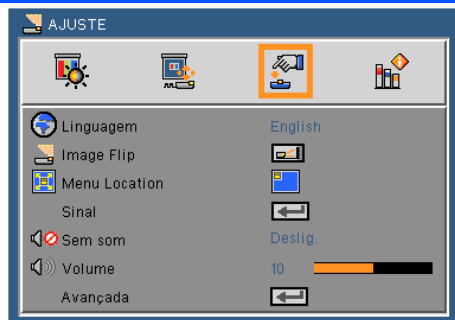 AJUSTE
Linguagem English
Image Flip
Menu Location
Sinal
Sem som Deslig.
Volume 10
Avançada